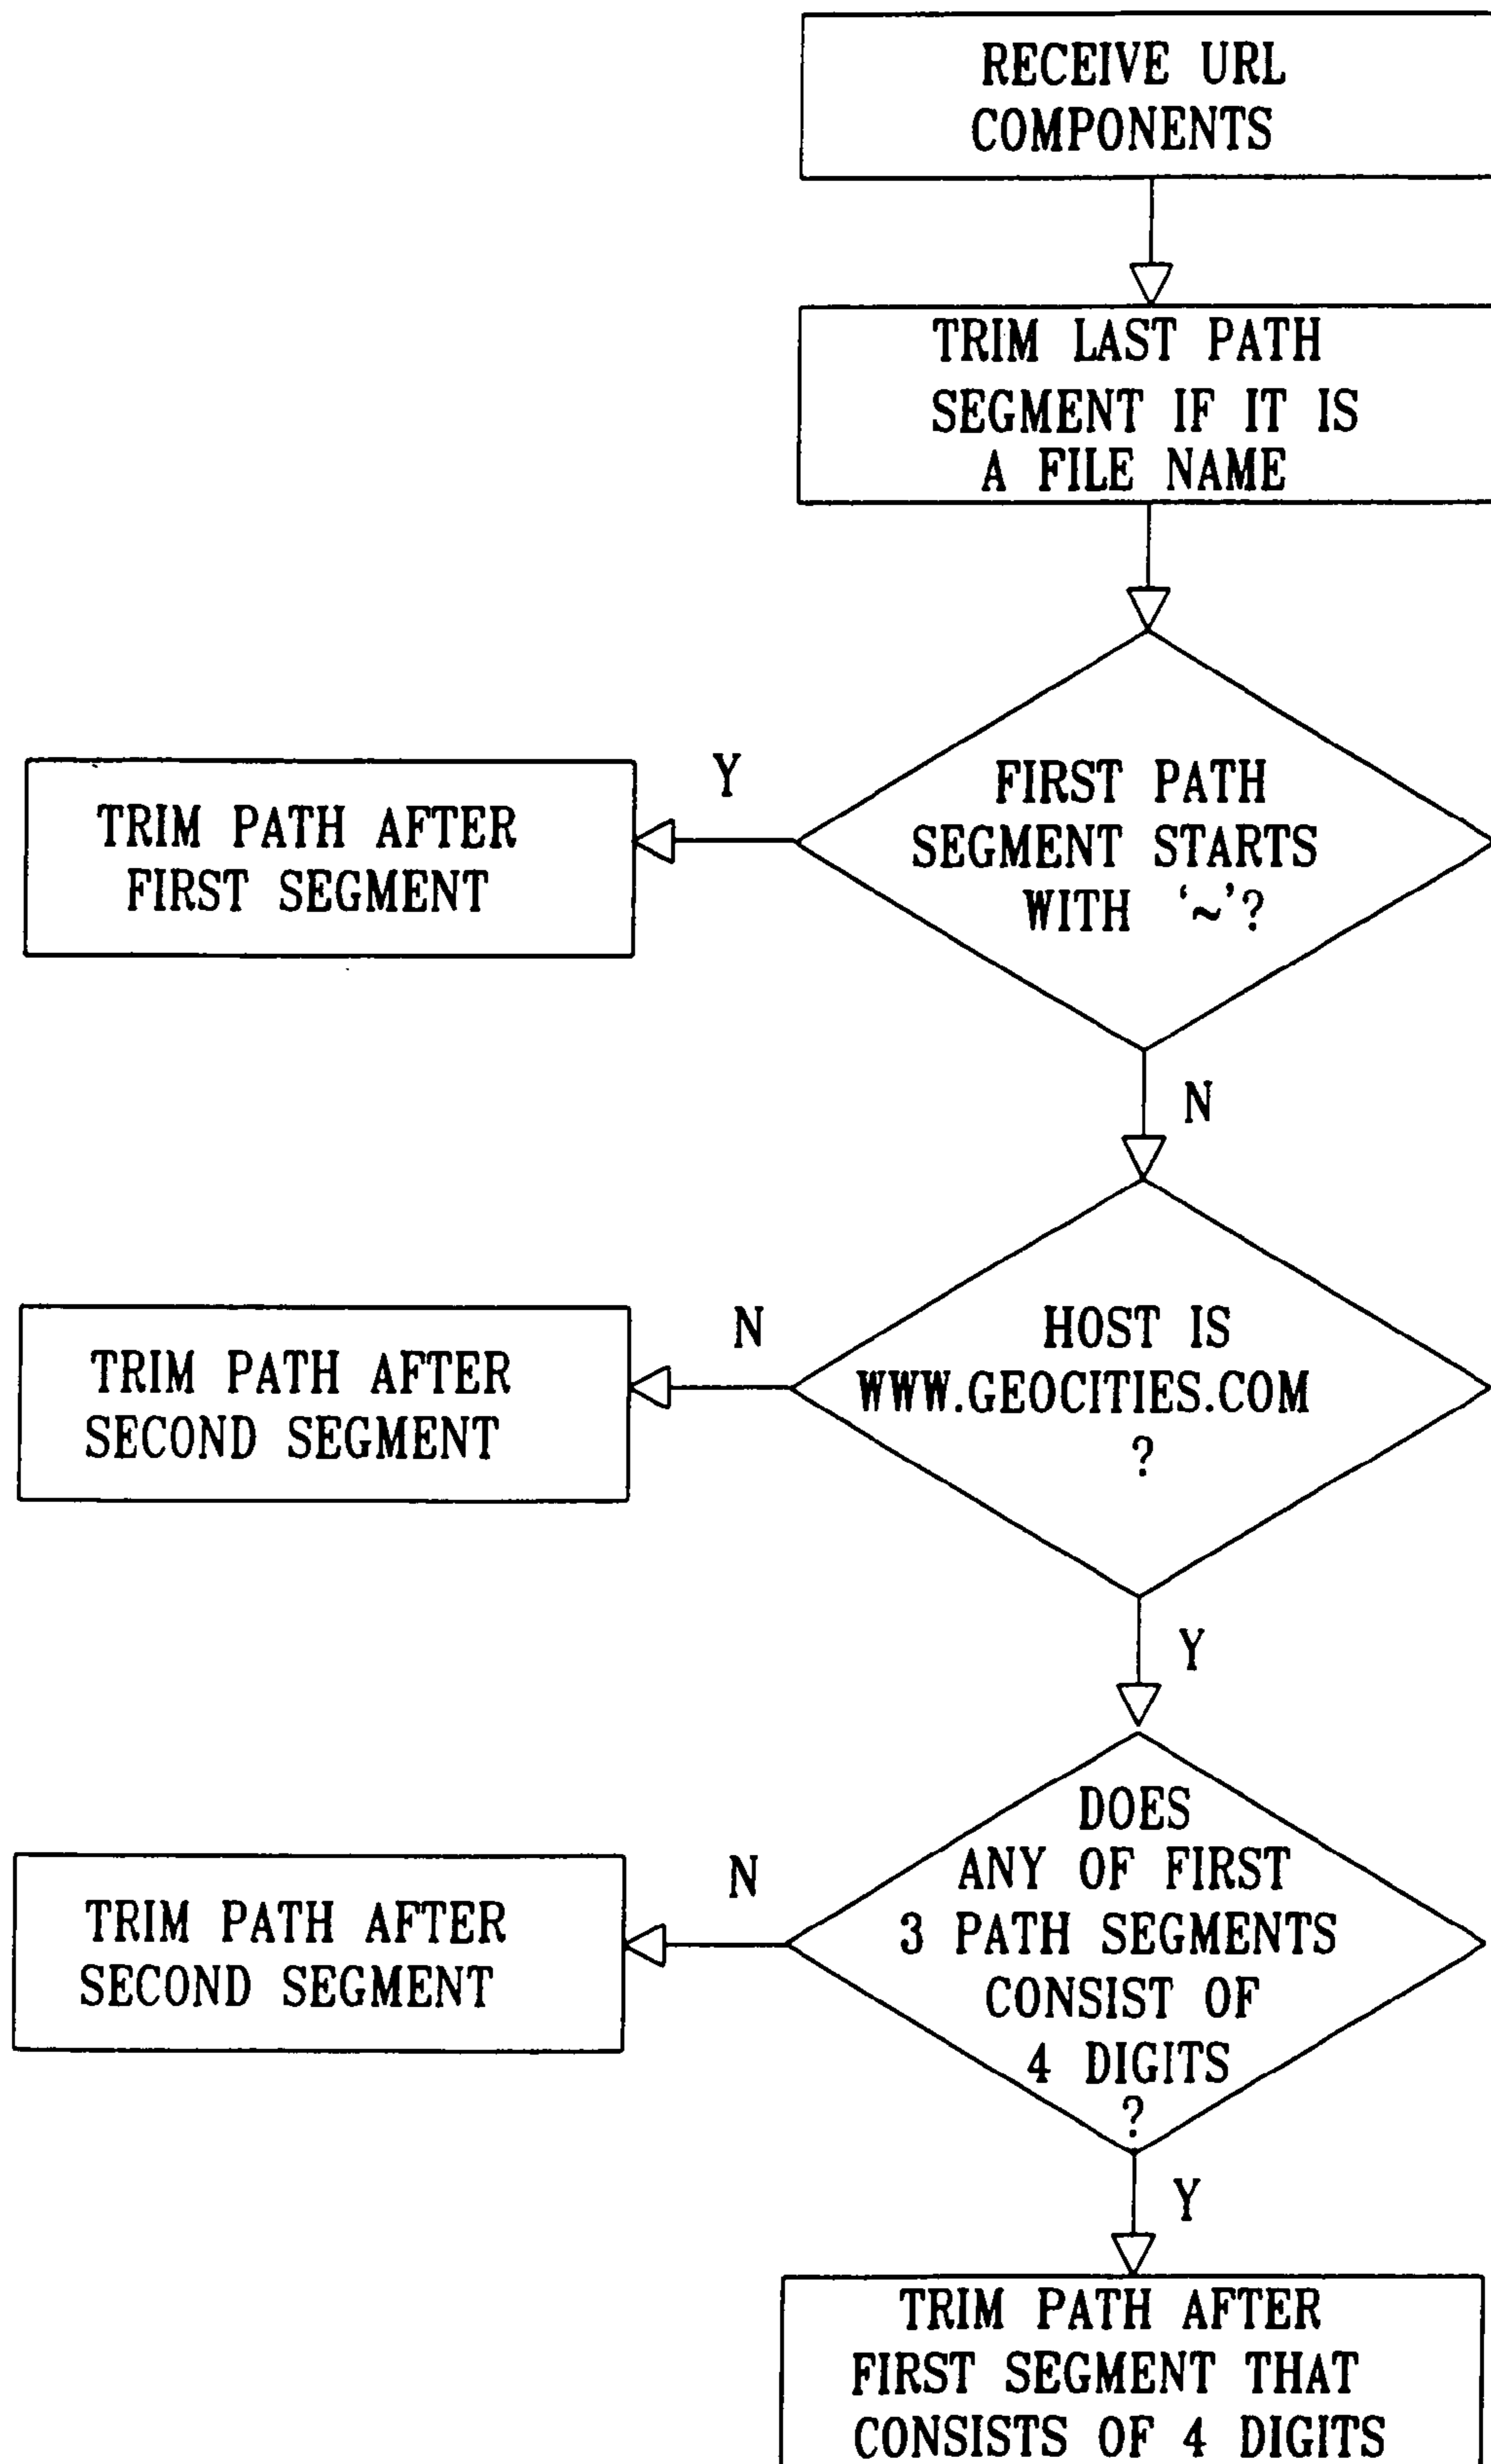 RECEIVE URL
COMPONENTS
TRIM LAST PATH
SEGMENT IF IT IS
A FILE NAME
FIRST PATH
SEGMENT STARTS
WITH ‘~’?
Y
TRIM PATH AFTER
FIRST SEGMENT
N
HOST IS
WWW.GEOCITIES.COM
?
N
TRIM PATH AFTER
SECOND SEGMENT
Y
DOES
ANY OF FIRST
3 PATH SEGMENTS
CONSIST OF
4 DIGITS
?
N
TRIM PATH AFTER
SECOND SEGMENT
Y
TRIM PATH AFTER
FIRST SEGMENT THAT
CONSISTS OF 4 DIGITS